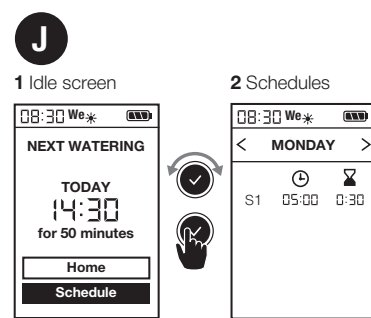 J
1 Idle screen
08:30 We
NEXT WATERING
TODAY
14:30
for 50 minutes
Home
Schedule
2 Schedules
08:30 We
< MONDAY >
S1 05:00 0:30